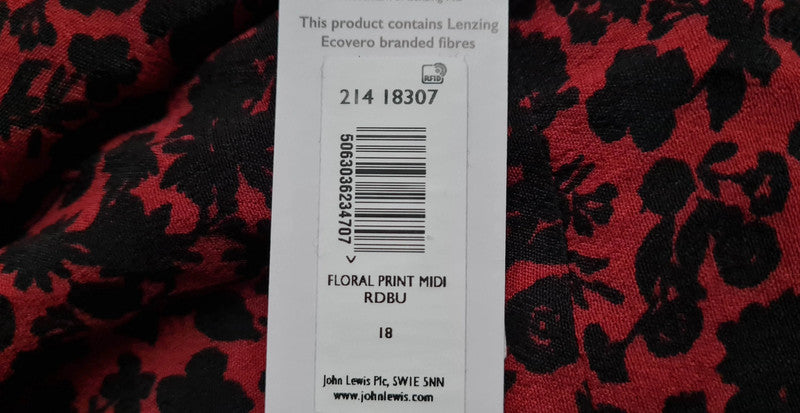 This product contains Lenzing
Ecovero branded fibres
RFID
214 18307
5063036234707 >
FLORAL PRINT MIDI
RDBU
18
John Lewis Plc, SW1E 5NN
www.johnlewis.com